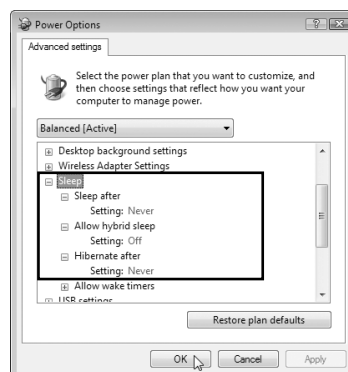 Power Options
Advanced settings
Select the power plan that you want to customize, and
then choose settings that reflect how you want your
computer to manage power.
Balanced [Active]
Desktop background settings
Wireless Adapter Settings
Sleep
Sleep after
Setting: Never
Allow hybrid sleep
Setting: Off
Hibernate after
Setting: Never
Allow wake timers
USB settings
Restore plan defaults
OK Cancel Apply